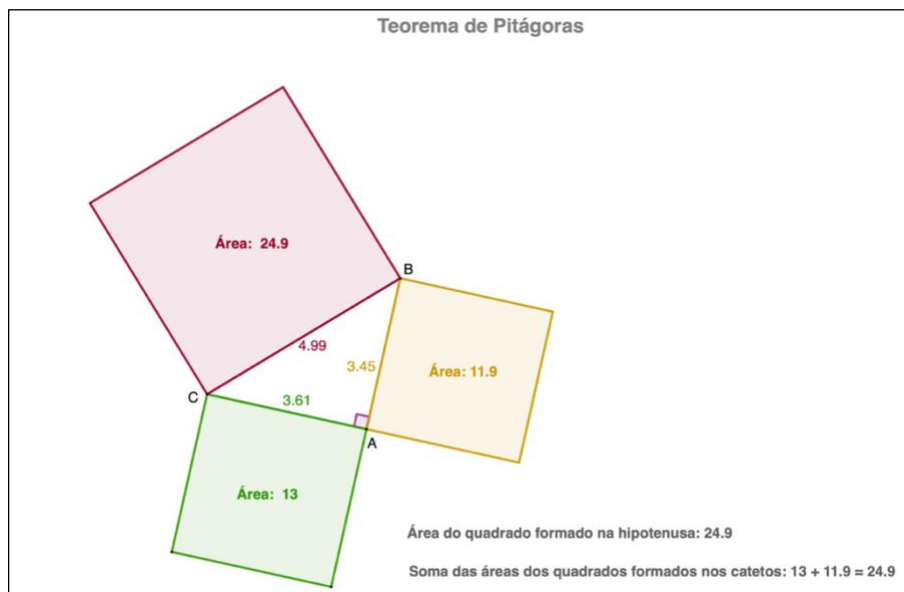 Teorema de Pitágoras
Área: 24.9
B
4.99
3.45
Área: 11.9
C
3.61
A
Área: 13
Área do quadrado formado na hipotenusa: 24.9
Soma das áreas dos quadrados formados nos catetos: 13 + 11.9 = 24.9